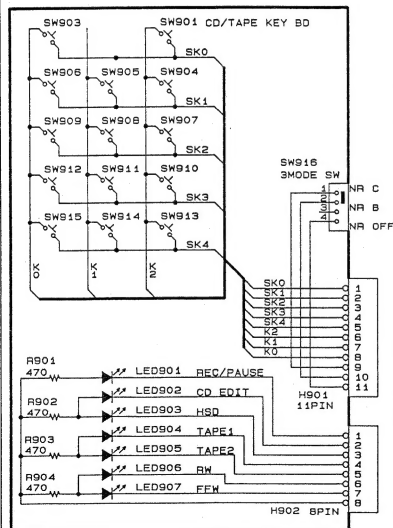 SW903 SW901 CD/TAPE KEY BD
SK0
SW906 SW905 SW904
SK1
SW909 SW908 SW907
SK2
SW912 SW911 SW910
SK3
SW915 SW914 SW913
SK4
K0 K1 K2
SW916
3MODE SW
1 NR C
2
3 NR B
4 NR OFF
SK0 1
SK1 2
SK2 3
SK3 4
SK4 5
K2 6
K1 7
K0 8
9
10
11
H901
11PIN
R901
470
R902
470
R903
470
R904
470
LED901 REC/PAUSE
LED902 CD EDIT
LED903 HSD
LED904 TAPE1
LED905 TAPE2
LED906 RW
LED907 FFW
1
2
3
4
5
6
7
8
H902 8PIN